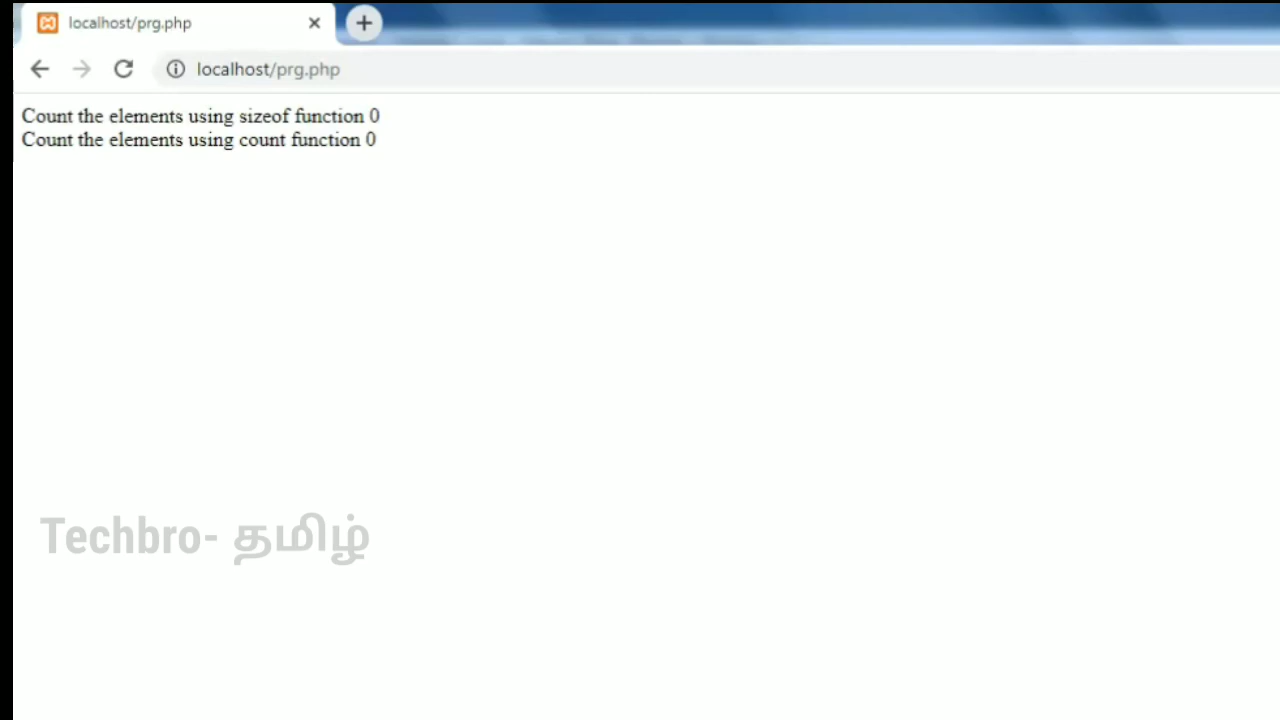 localhost/prg.php
localhost/prg.php
Count the elements using sizeof function 0
Count the elements using count function 0
Techbro- தமிழ்